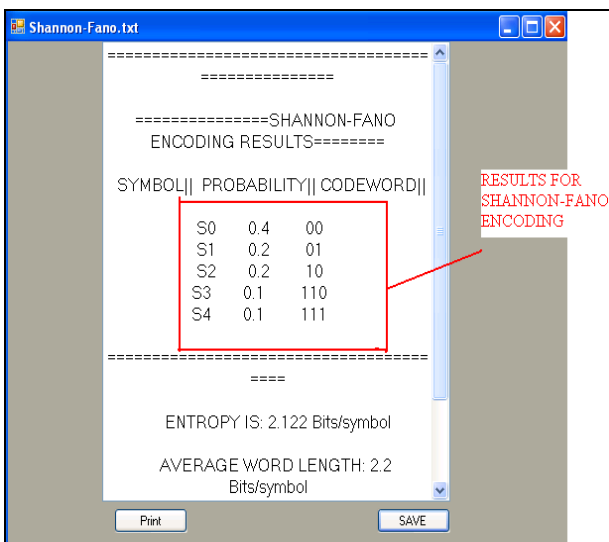 Shannon-Fano.txt
====================================
===============
===============SHANNON-FANO
ENCODING RESULTS========
SYMBOL|| PROBABILITY|| CODEWORD||
S0 0.4 00
S1 0.2 01
S2 0.2 10
S3 0.1 110
S4 0.1 111
====================================
====
ENTROPY IS: 2.122 Bits/symbol
AVERAGE WORD LENGTH: 2.2
Bits/symbol
Print
SAVE
RESULTS FOR
SHANNON-FANO
ENCODING